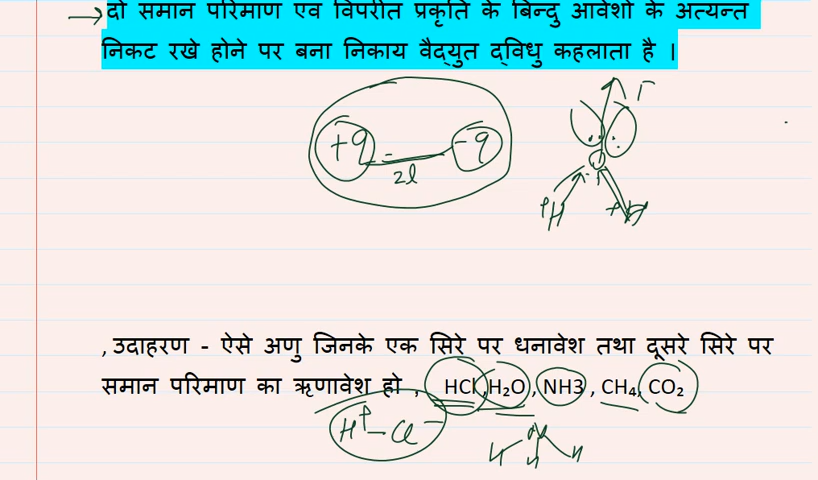 दो समान परिमाण एवं विपरीत प्रकृति के बिन्दु आवेशो के अत्यन्त
निकट रखे होने पर बना निकाय वैद्युत द्विधु कहलाता है ।
+q -q
2l
H H
, उदाहरण - ऐसे अणु जिनके एक सिरे पर धनावेश तथा दूसरे सिरे पर
समान परिमाण का ऋणावेश हो , HCl,H₂O, NH3 , CH₄, CO₂
H⁺-Cl⁻
H H H